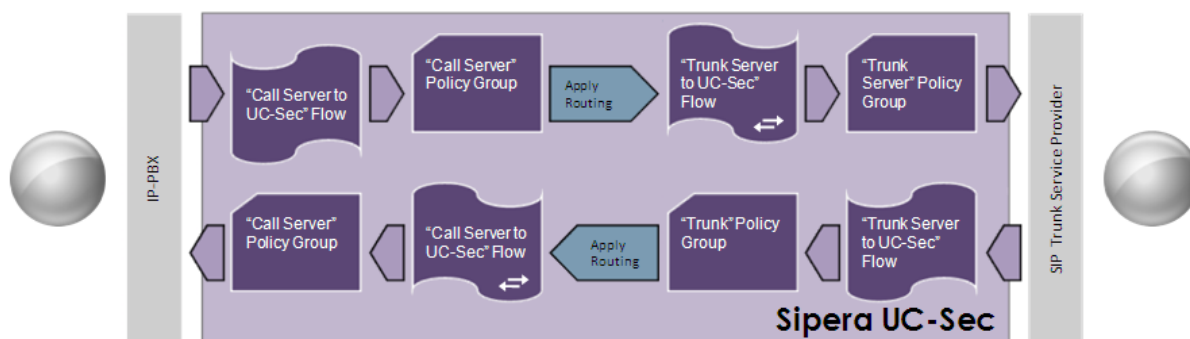 IP-PBX
“Call Server to
UC-Sec” Flow
“Call Server”
Policy Group
Apply
Routing
“Trunk Server
to UC-Sec”
Flow
“Trunk
Server” Policy
Group
SIP Trunk Service Provider
“Call Server”
Policy Group
“Call Server to
UC-Sec” Flow
Apply
Routing
“Trunk”Policy
Group
“Trunk Server
to UC-Sec”
Flow
Sipera UC-Sec